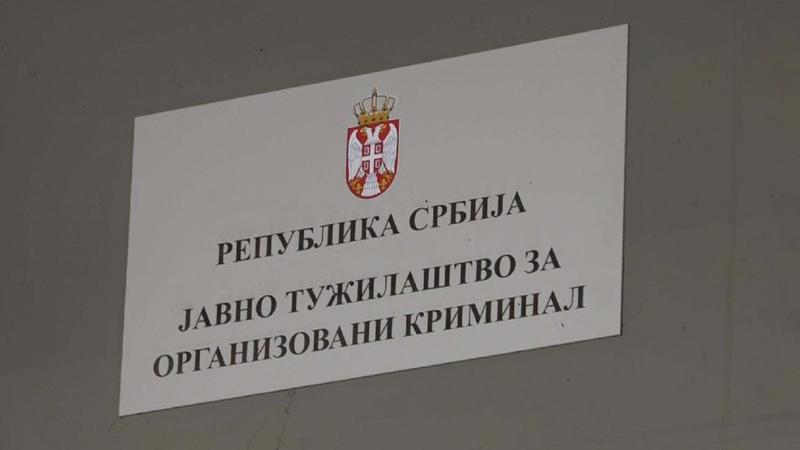 РЕПУБЛИКА СРБИЈА
ЈАВНО ТУЖИЛАШТВО ЗА
ОРГАНИЗОВАНИ КРИМИНАЛ